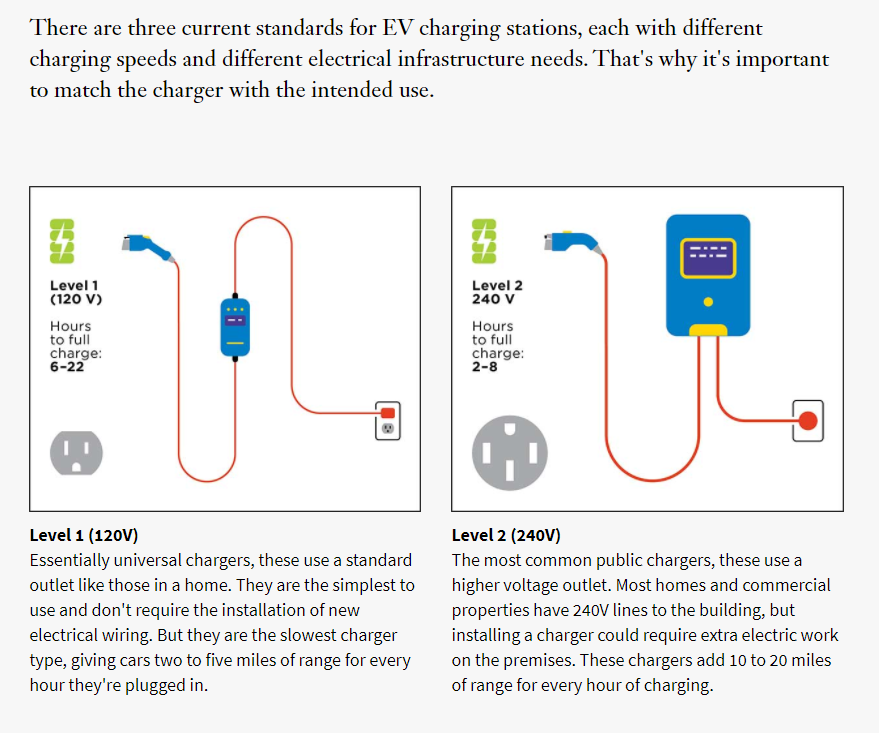 There are three current standards for EV charging stations, each with different
charging speeds and different electrical infrastructure needs. That's why it's important
to match the charger with the intended use.
Level 1
(120 V)
Hours
to full
charge:
6–22
Level 2
240 V
Hours
to full
charge:
2–8
Level 1 (120V)
Essentially universal chargers, these use a standard
outlet like those in a home. They are the simplest to
use and don't require the installation of new
electrical wiring. But they are the slowest charger
type, giving cars two to five miles of range for every
hour they're plugged in.
Level 2 (240V)
The most common public chargers, these use a
higher voltage outlet. Most homes and commercial
properties have 240V lines to the building, but
installing a charger could require extra electric work
on the premises. These chargers add 10 to 20 miles
of range for every hour of charging.